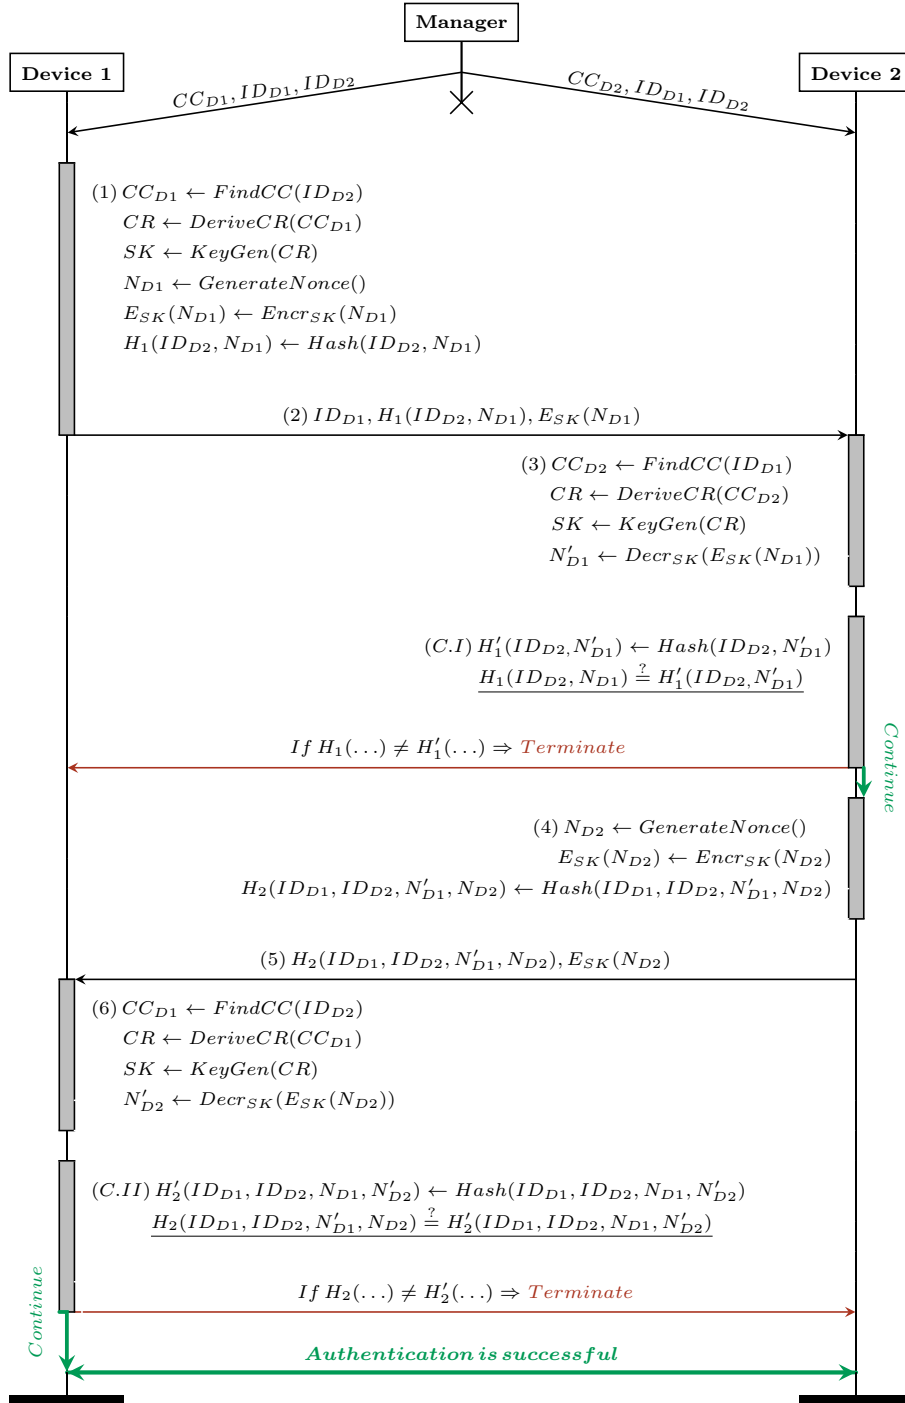 Manager
Device 1
Device 2
CC_{D1}, ID_{D1}, ID_{D2}
CC_{D2}, ID_{D1}, ID_{D2}
(1) CC_{D1} ← FindCC(ID_{D2})
CR ← DeriveCR(CC_{D1})
SK ← KeyGen(CR)
N_{D1} ← GenerateNonce()
E_{SK}(N_{D1}) ← Encr_{SK}(N_{D1})
H_1(ID_{D2}, N_{D1}) ← Hash(ID_{D2}, N_{D1})
(2) ID_{D1}, H_1(ID_{D2}, N_{D1}), E_{SK}(N_{D1})
(3) CC_{D2} ← FindCC(ID_{D1})
CR ← DeriveCR(CC_{D2})
SK ← KeyGen(CR)
N'_{D1} ← Decr_{SK}(E_{SK}(N_{D1}))
(C.I) H'_1(ID_{D2,} N'_{D1}) ← Hash(ID_{D2}, N'_{D1})
H_1(ID_{D2}, N_{D1}) ≟ H'_1(ID_{D2,} N'_{D1})
If H_1(...) ≠ H'_1(...) ⇒ Terminate
Continue
(4) N_{D2} ← GenerateNonce()
E_{SK}(N_{D2}) ← Encr_{SK}(N_{D2})
H_2(ID_{D1}, ID_{D2}, N'_{D1}, N_{D2}) ← Hash(ID_{D1}, ID_{D2}, N'_{D1}, N_{D2})
(5) H_2(ID_{D1}, ID_{D2}, N'_{D1}, N_{D2}), E_{SK}(N_{D2})
(6) CC_{D1} ← FindCC(ID_{D2})
CR ← DeriveCR(CC_{D1})
SK ← KeyGen(CR)
N'_{D2} ← Decr_{SK}(E_{SK}(N_{D2}))
(C.II) H'_2(ID_{D1}, ID_{D2}, N_{D1}, N'_{D2}) ← Hash(ID_{D1}, ID_{D2}, N_{D1}, N'_{D2})
H_2(ID_{D1}, ID_{D2}, N'_{D1}, N_{D2}) ≟ H'_2(ID_{D1}, ID_{D2}, N_{D1}, N'_{D2})
If H_2(...) ≠ H'_2(...) ⇒ Terminate
Continue
Authentication is successful